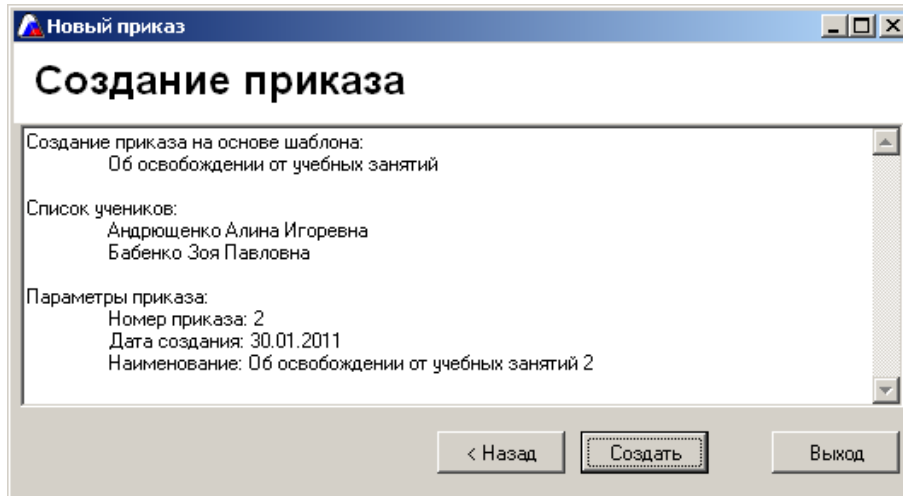 Новый приказ
Создание приказа
Создание приказа на основе шаблона:
Об освобождении от учебных занятий
Список учеников:
Андрющенко Алина Игоревна
Бабенко Зоя Павловна
Параметры приказа:
Номер приказа: 2
Дата создания: 30.01.2011
Наименование: Об освобождении от учебных занятий 2
< Назад
Создать
Выход